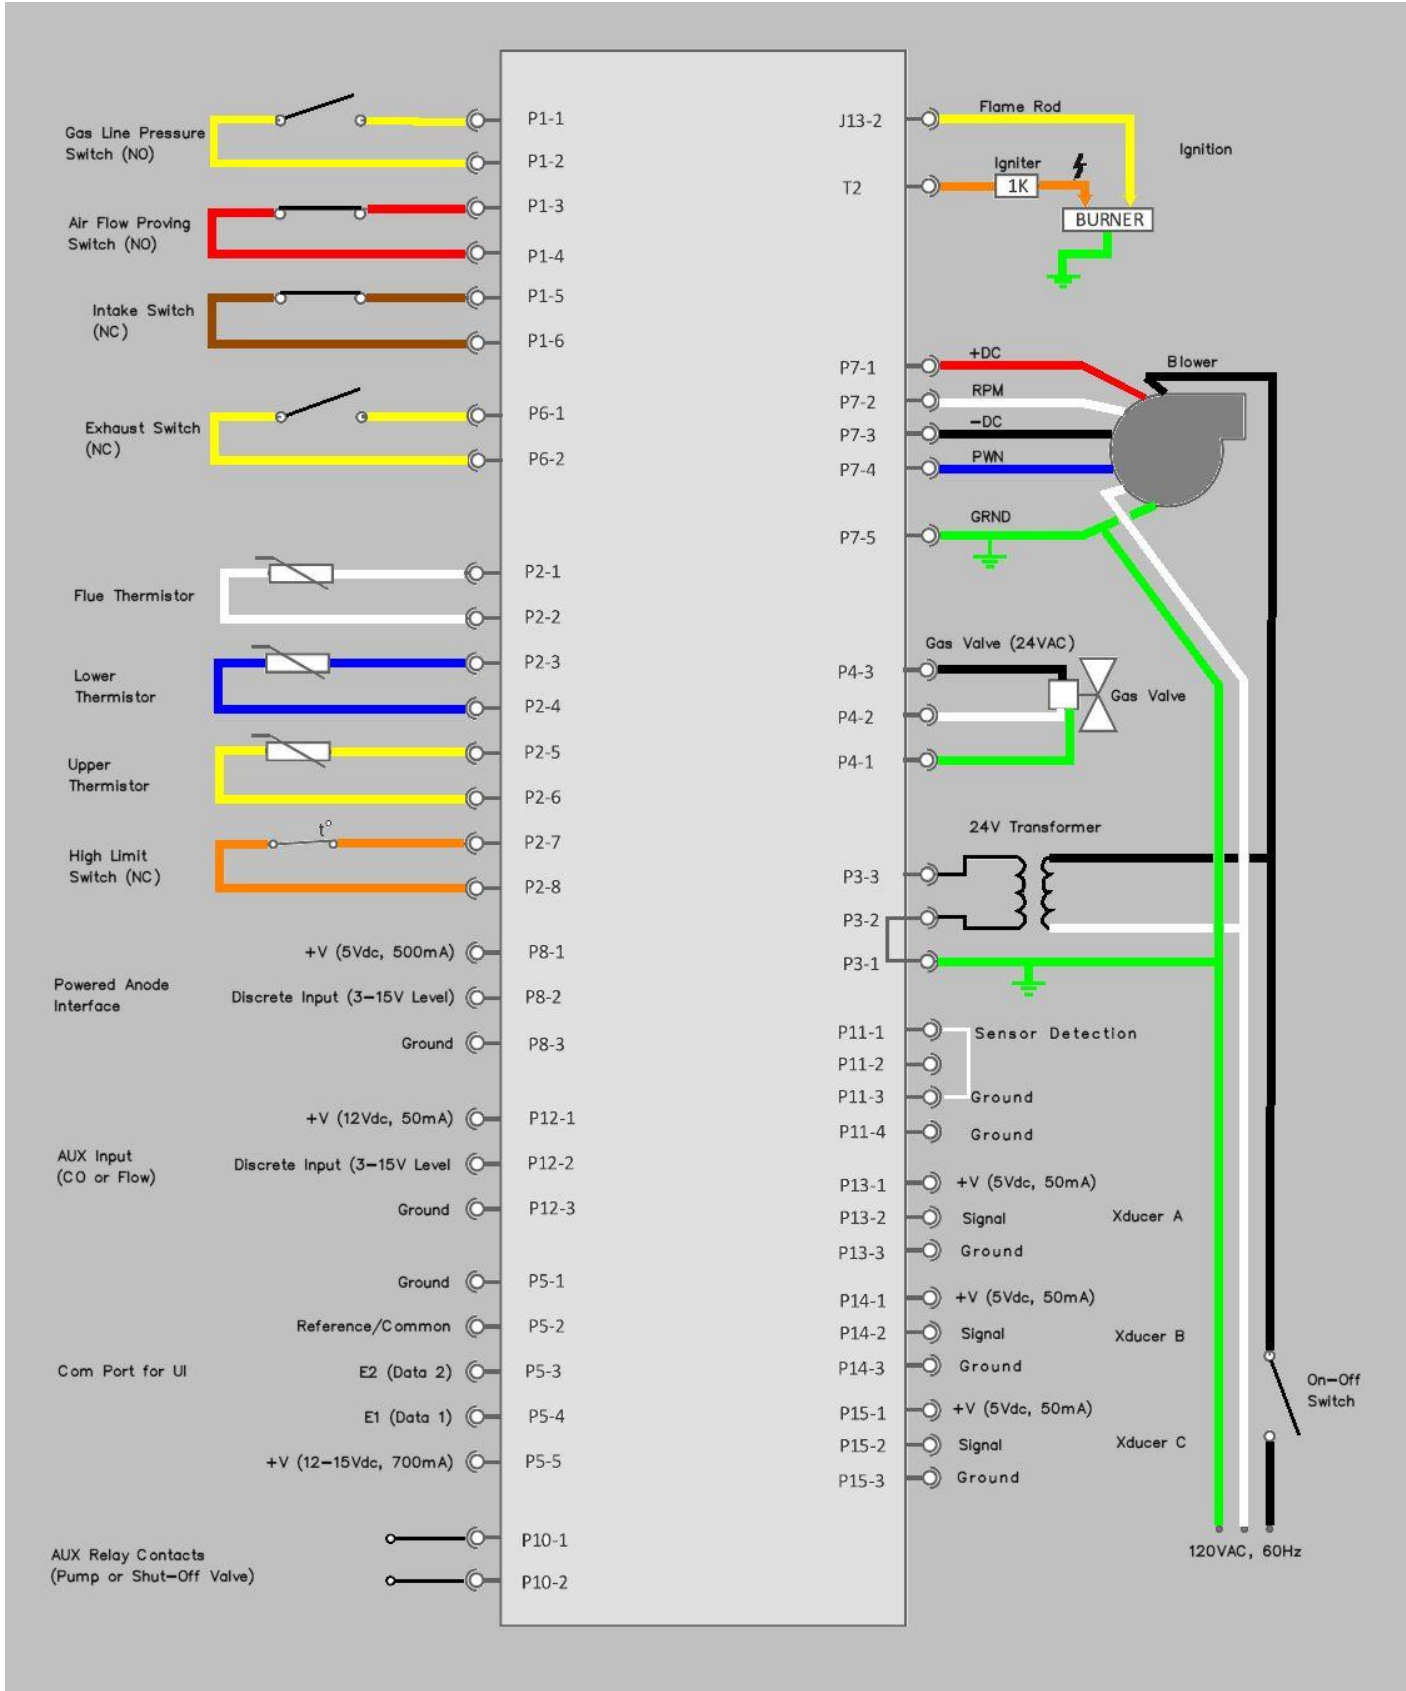 Gas Line Pressure
Switch (NO)
P1-1
P1-2
Air Flow Proving
Switch (NO)
P1-3
P1-4
Intake Switch
(NC)
P1-5
P1-6
Exhaust Switch
(NC)
P6-1
P6-2
Flue Thermistor
P2-1
P2-2
Lower
Thermistor
P2-3
P2-4
Upper
Thermistor
P2-5
P2-6
High Limit
Switch (NC)
t°
P2-7
P2-8
Powered Anode
Interface
+V (5Vdc, 500mA) P8-1
Discrete Input (3-15V Level) P8-2
Ground P8-3
AUX Input
(CO or Flow)
+V (12Vdc, 50mA) P12-1
Discrete Input (3-15V Level P12-2
Ground P12-3
Com Port for UI
Ground P5-1
Reference/Common P5-2
E2 (Data 2) P5-3
E1 (Data 1) P5-4
+V (12-15Vdc, 700mA) P5-5
AUX Relay Contacts
(Pump or Shut-Off Valve)
P10-1
P10-2
J13-2 Flame Rod
Ignition
T2 Igniter
1K
BURNER
P7-1 +DC
Blower
P7-2 RPM
P7-3 -DC
P7-4 PWN
P7-5 GRND
Gas Valve (24VAC)
P4-3
Gas Valve
P4-2
P4-1
24V Transformer
P3-3
P3-2
P3-1
P11-1 Sensor Detection
P11-2
P11-3 Ground
P11-4 Ground
P13-1 +V (5Vdc, 50mA)
P13-2 Signal Xducer A
P13-3 Ground
P14-1 +V (5Vdc, 50mA)
P14-2 Signal Xducer B
P14-3 Ground
P15-1 +V (5Vdc, 50mA)
P15-2 Signal Xducer C
P15-3 Ground
On-Off
Switch
120VAC, 60Hz